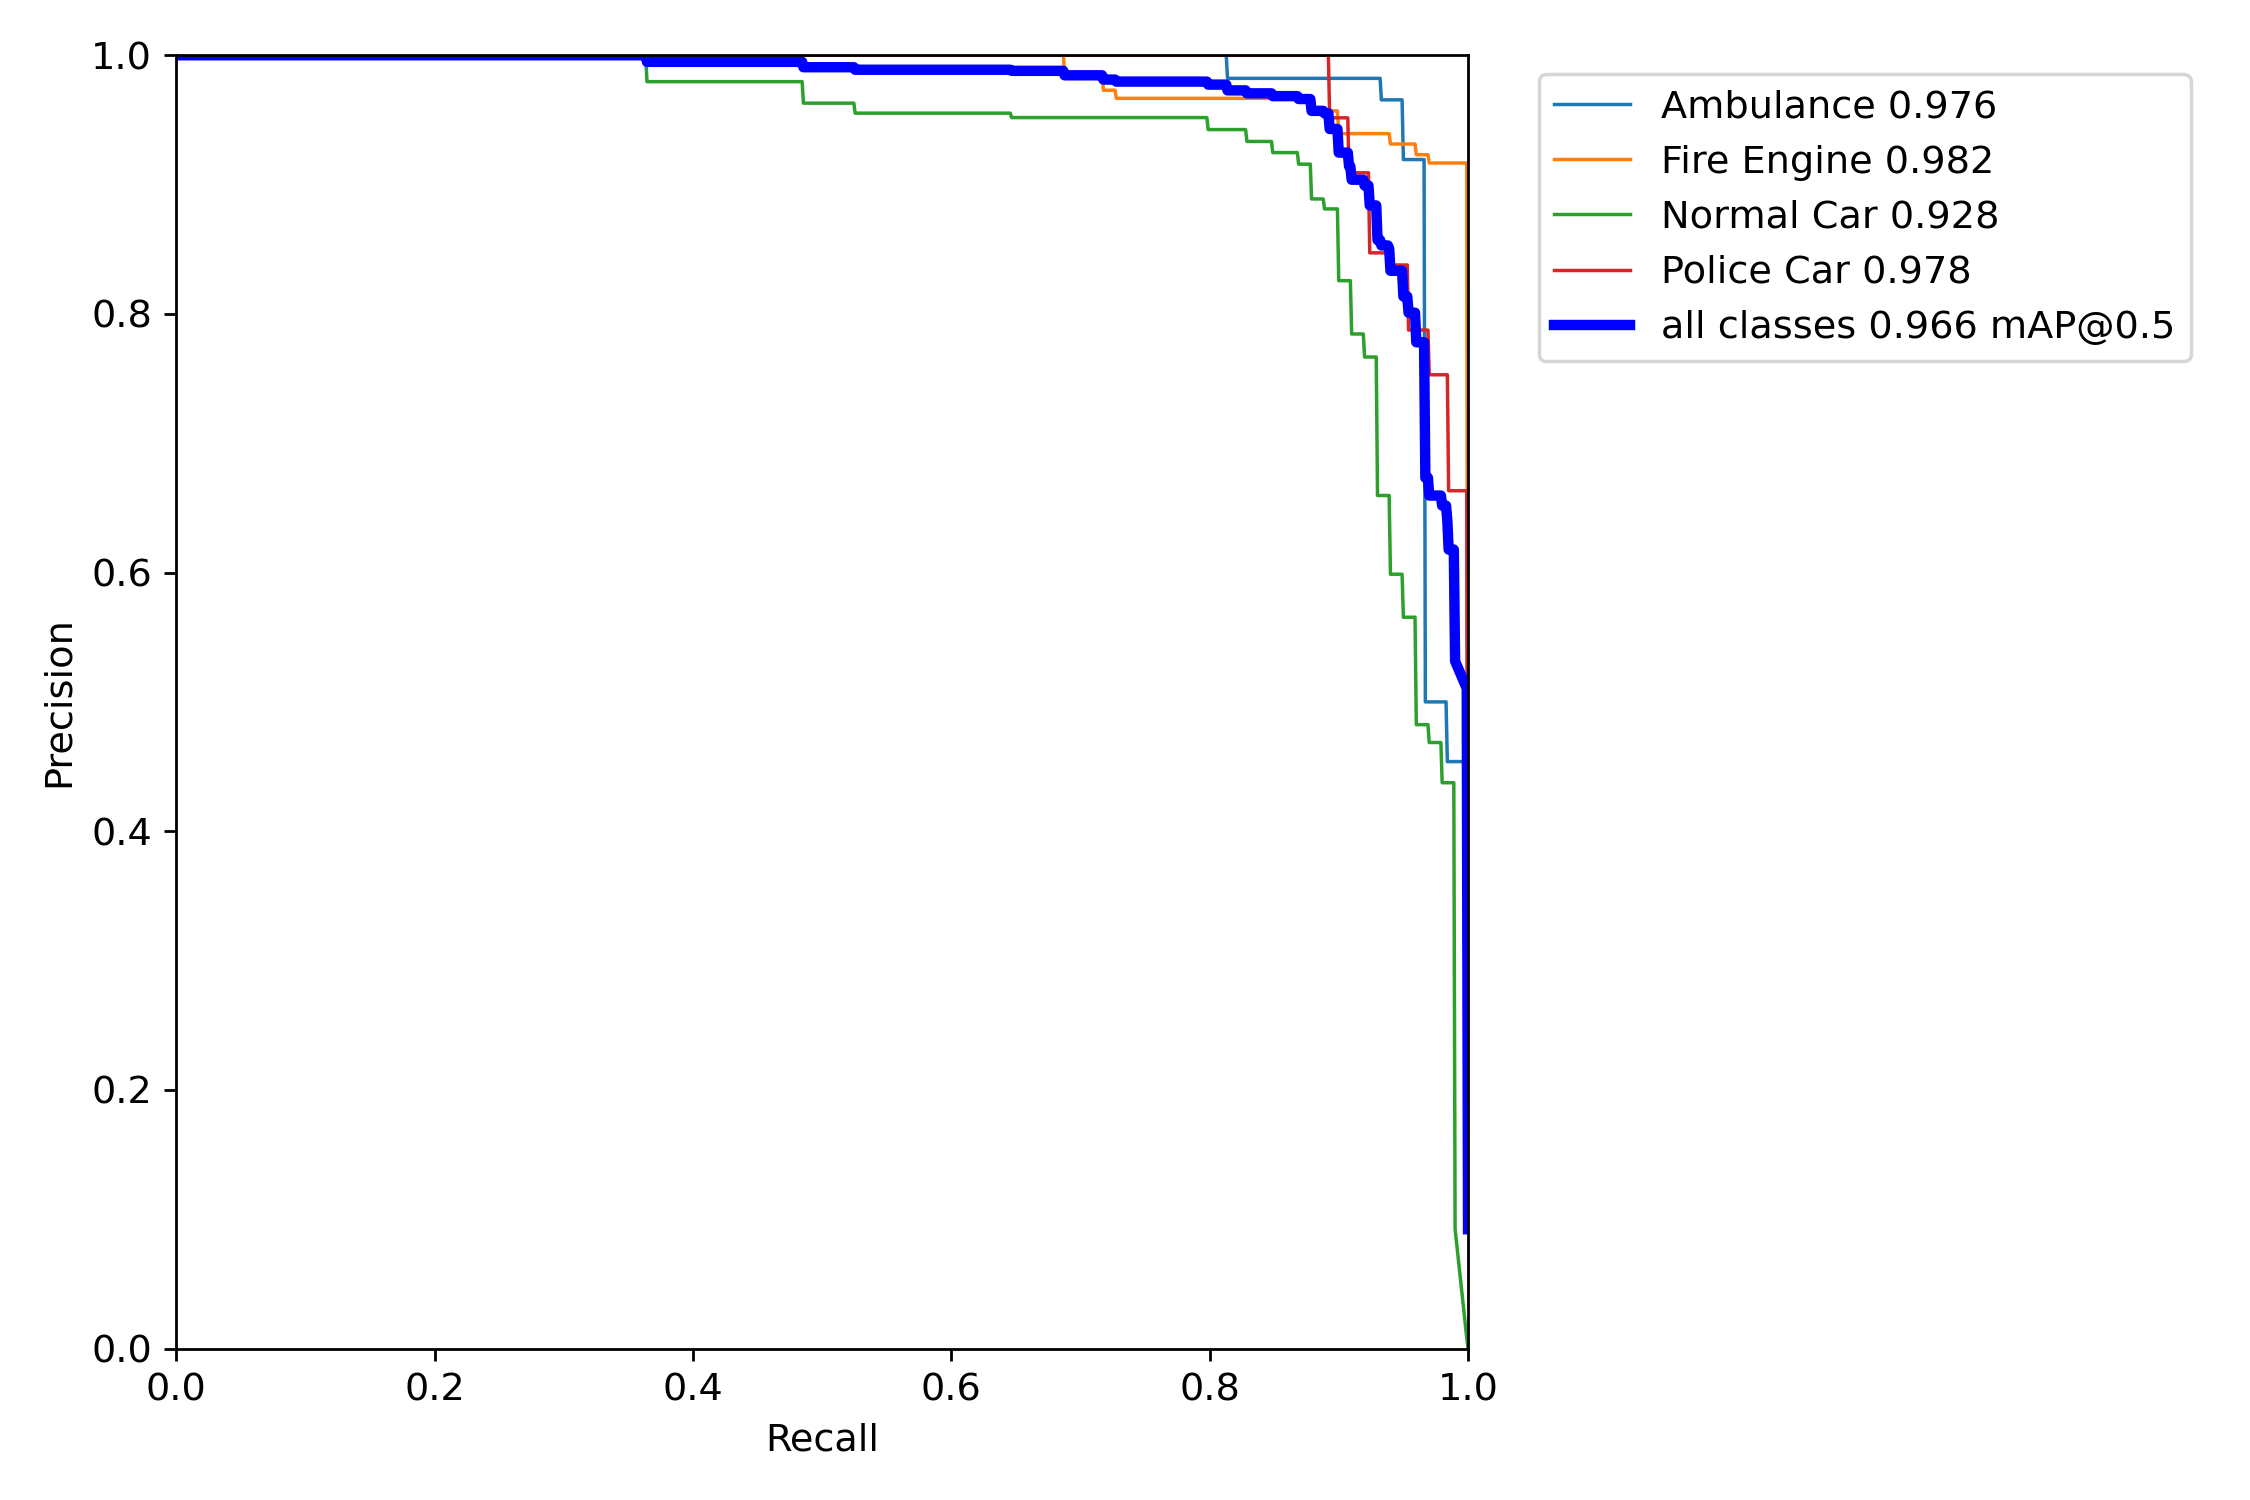 1.0
0.8
0.6
0.4
0.2
0.0
0.0 0.2 0.4 0.6 0.8 1.0
Precision
Recall
Ambulance 0.976
Fire Engine 0.982
Normal Car 0.928
Police Car 0.978
all classes 0.966 mAP@0.5